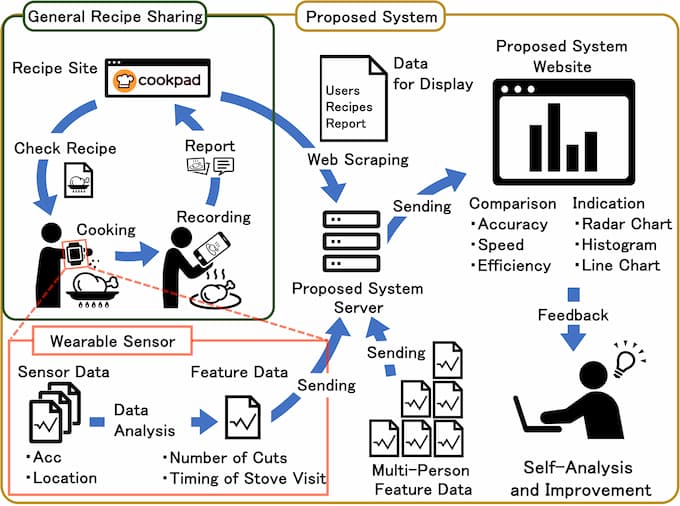 General Recipe Sharing
Proposed System
Recipe Site
cookpad
Check Recipe
Report
Cooking
Recording
Data
for Display
Users
Recipes
Report
Web Scraping
Sending
Proposed System
Server
Proposed System
Website
Comparison
・Accuracy
・Speed
・Efficiency
Indication
・Radar Chart
・Histogram
・Line Chart
Feedback
Self-Analysis
and Improvement
Wearable Sensor
Sensor Data
・Acc
・Location
Data
Analysis
Feature Data
・Number of Cuts
・Timing of Stove Visit
Sending
Sending
Multi-Person
Feature Data